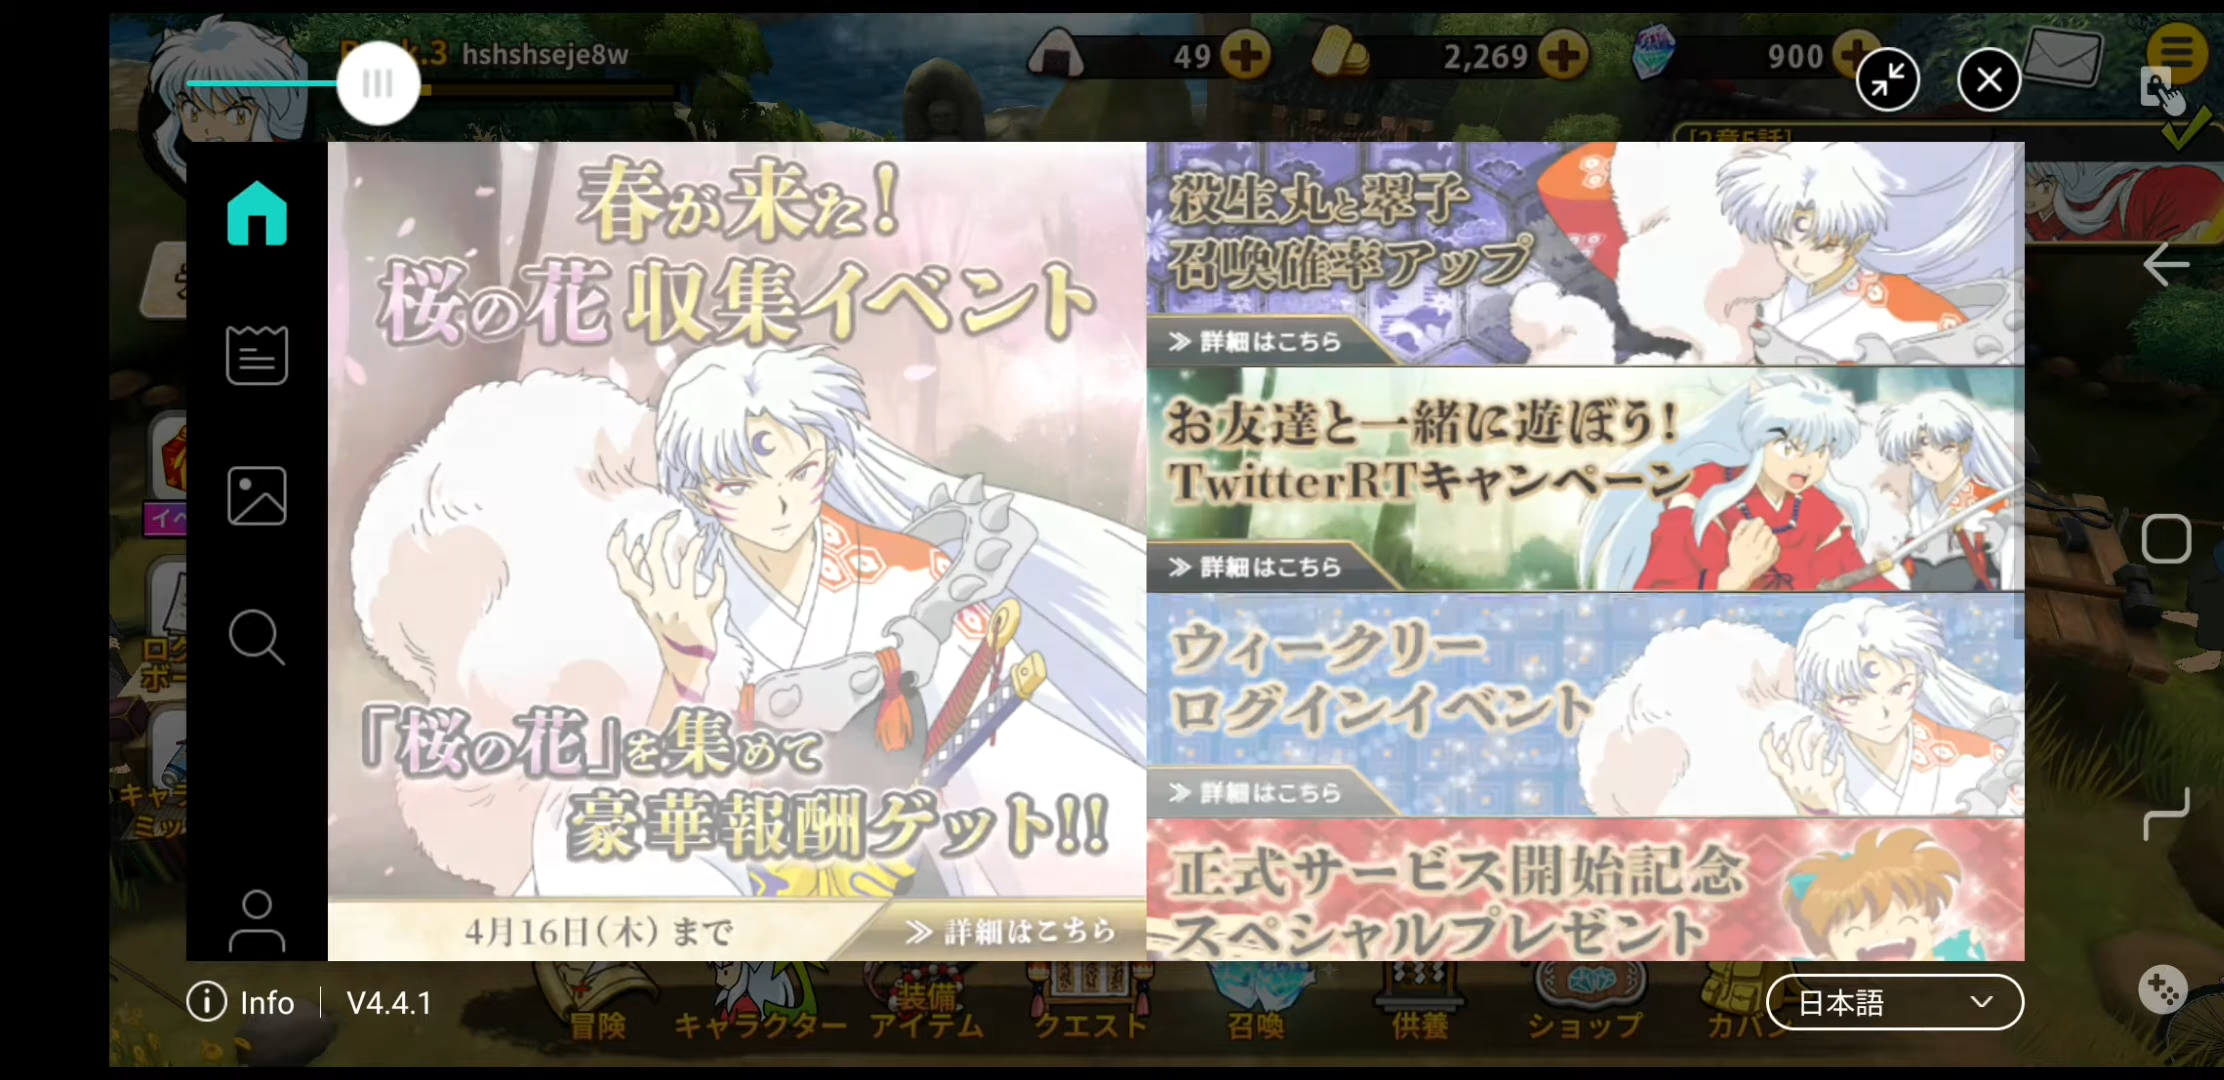 hshshseje8w
49
2,269
900
[2章5話]
春が来た!
桜の花 収集イベント
「桜の花」を集めて
豪華報酬ゲット!!
4月16日(木)まで
≫ 詳細はこちら
殺生丸と翠子
召喚確率アップ
≫ 詳細はこちら
お友達と一緒に遊ぼう!
TwitterRTキャンペーン
≫ 詳細はこちら
ウィークリー
ログインイベント
≫ 詳細はこちら
正式サービス開始記念
スペシャルプレゼント
Info
V4.4.1
日本語
冒険
キャラクター
装備
アイテム
クエスト
召喚
供養
ショップ